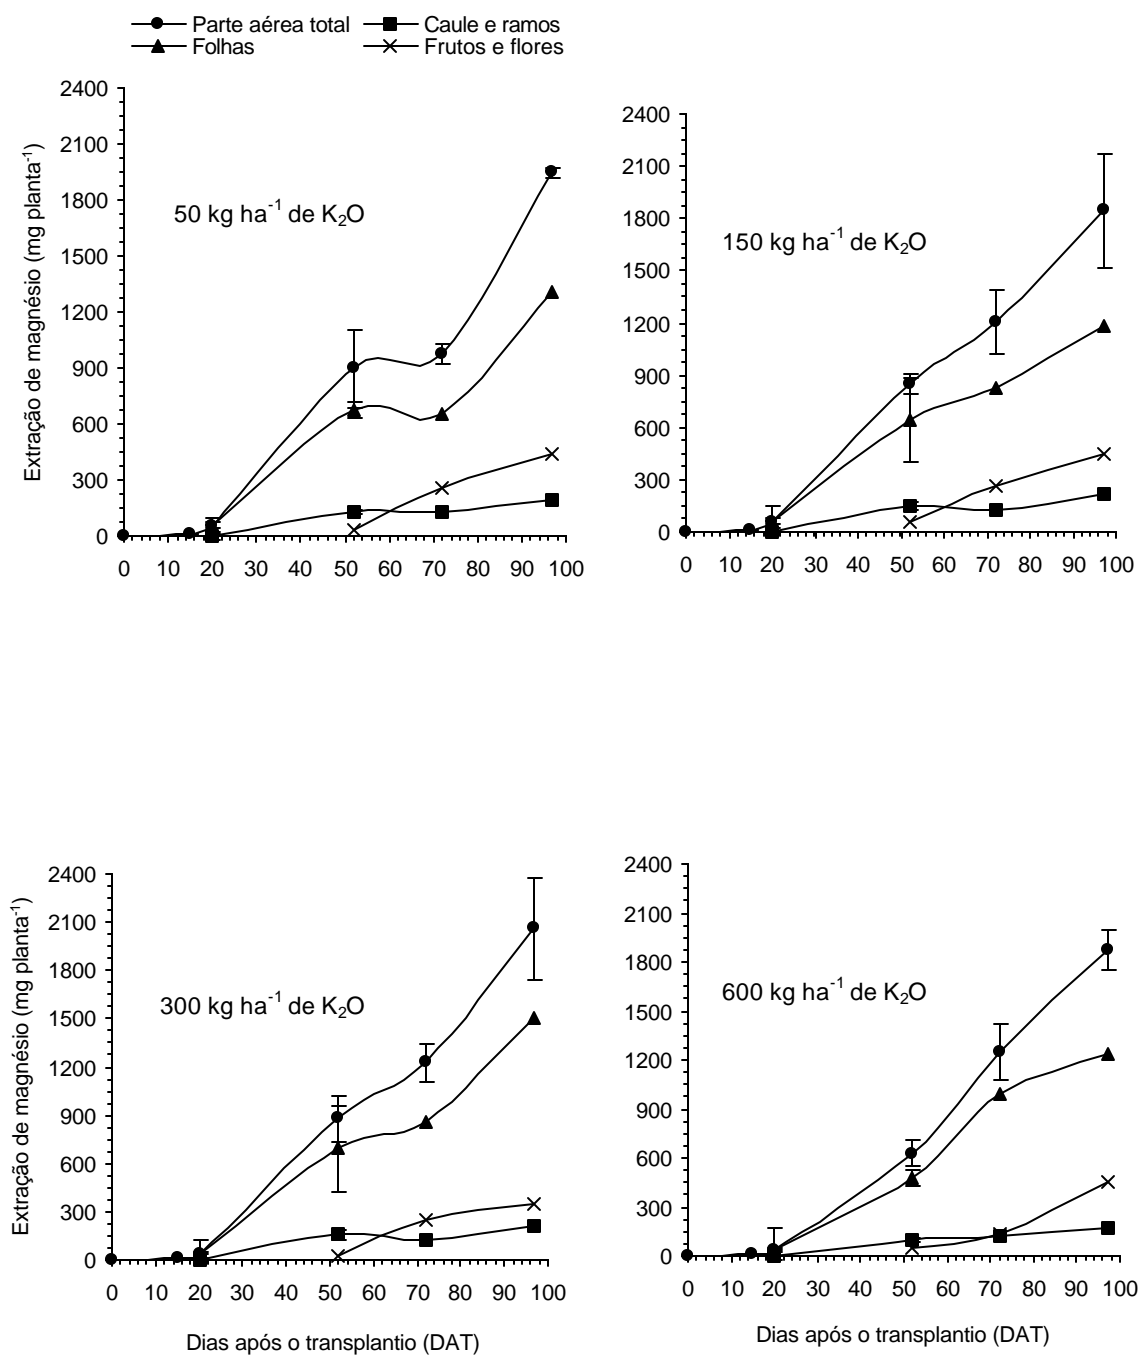 Parte aérea total Caule e ramos
Folhas Frutos e flores
Extração de magnésio (mg planta⁻¹)
2400
2100
1800
1500
1200
900
600
300
0
50 kg ha⁻¹ de K₂O
0 10 20 30 40 50 60 70 80 90 100
2400
2100
1800
1500
1200
900
600
300
0
150 kg ha⁻¹ de K₂O
0 10 20 30 40 50 60 70 80 90 100
Extração de magnésio (mg planta⁻¹)
2400
2100
1800
1500
1200
900
600
300
0
300 kg ha⁻¹ de K₂O
0 10 20 30 40 50 60 70 80 90 100
Dias após o transplantio (DAT)
2400
2100
1800
1500
1200
900
600
300
0
600 kg ha⁻¹ de K₂O
0 10 20 30 40 50 60 70 80 90 100
Dias após o transplantio (DAT)